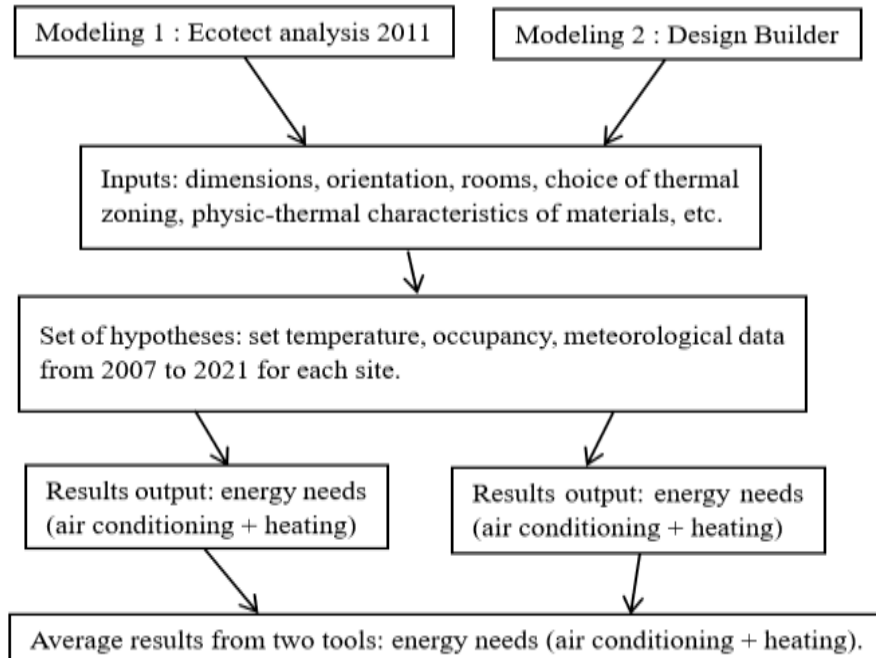 Modeling 1 : Ecotect analysis 2011
Modeling 2 : Design Builder
Inputs: dimensions, orientation, rooms, choice of thermal
zoning, physic-thermal characteristics of materials, etc.
Set of hypotheses: set temperature, occupancy, meteorological data
from 2007 to 2021 for each site.
Results output: energy needs
(air conditioning + heating)
Results output: energy needs
(air conditioning + heating)
Average results from two tools: energy needs (air conditioning + heating).